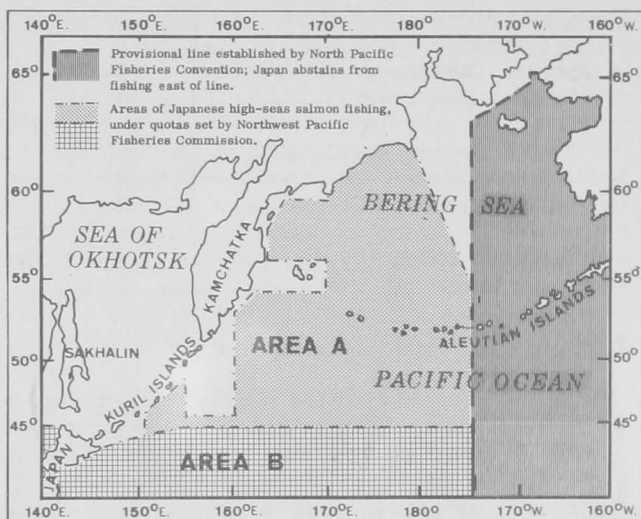 140°E. 150°E. 160°E. 170°E. 180° 170°W. 160°W.
65° 65°
Provisional line established by North Pacific
Fisheries Convention; Japan abstains from
fishing east of line.
Areas of Japanese high-seas salmon fishing,
under quotas set by Northwest Pacific
Fisheries Commission.
60° 60°
BERING SEA
SEA OF
OKHOTSK
KAMCHATKA
55° 55°
ALEUTIAN ISLANDS
AREA A
SAKHALIN
50° 50°
KURIL ISLANDS
PACIFIC OCEAN
45° 45°
JAPAN
AREA B
140°E. 150°E. 160°E. 170°E. 180° 170°W. 160°W.